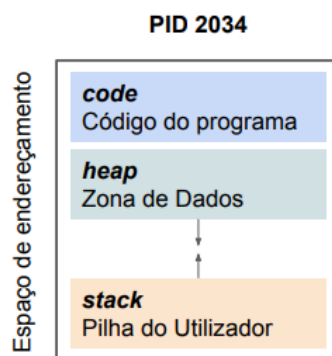 PID 2034
Espaço de endereçamento
code
Código do programa
heap
Zona de Dados
stack
Pilha do Utilizador